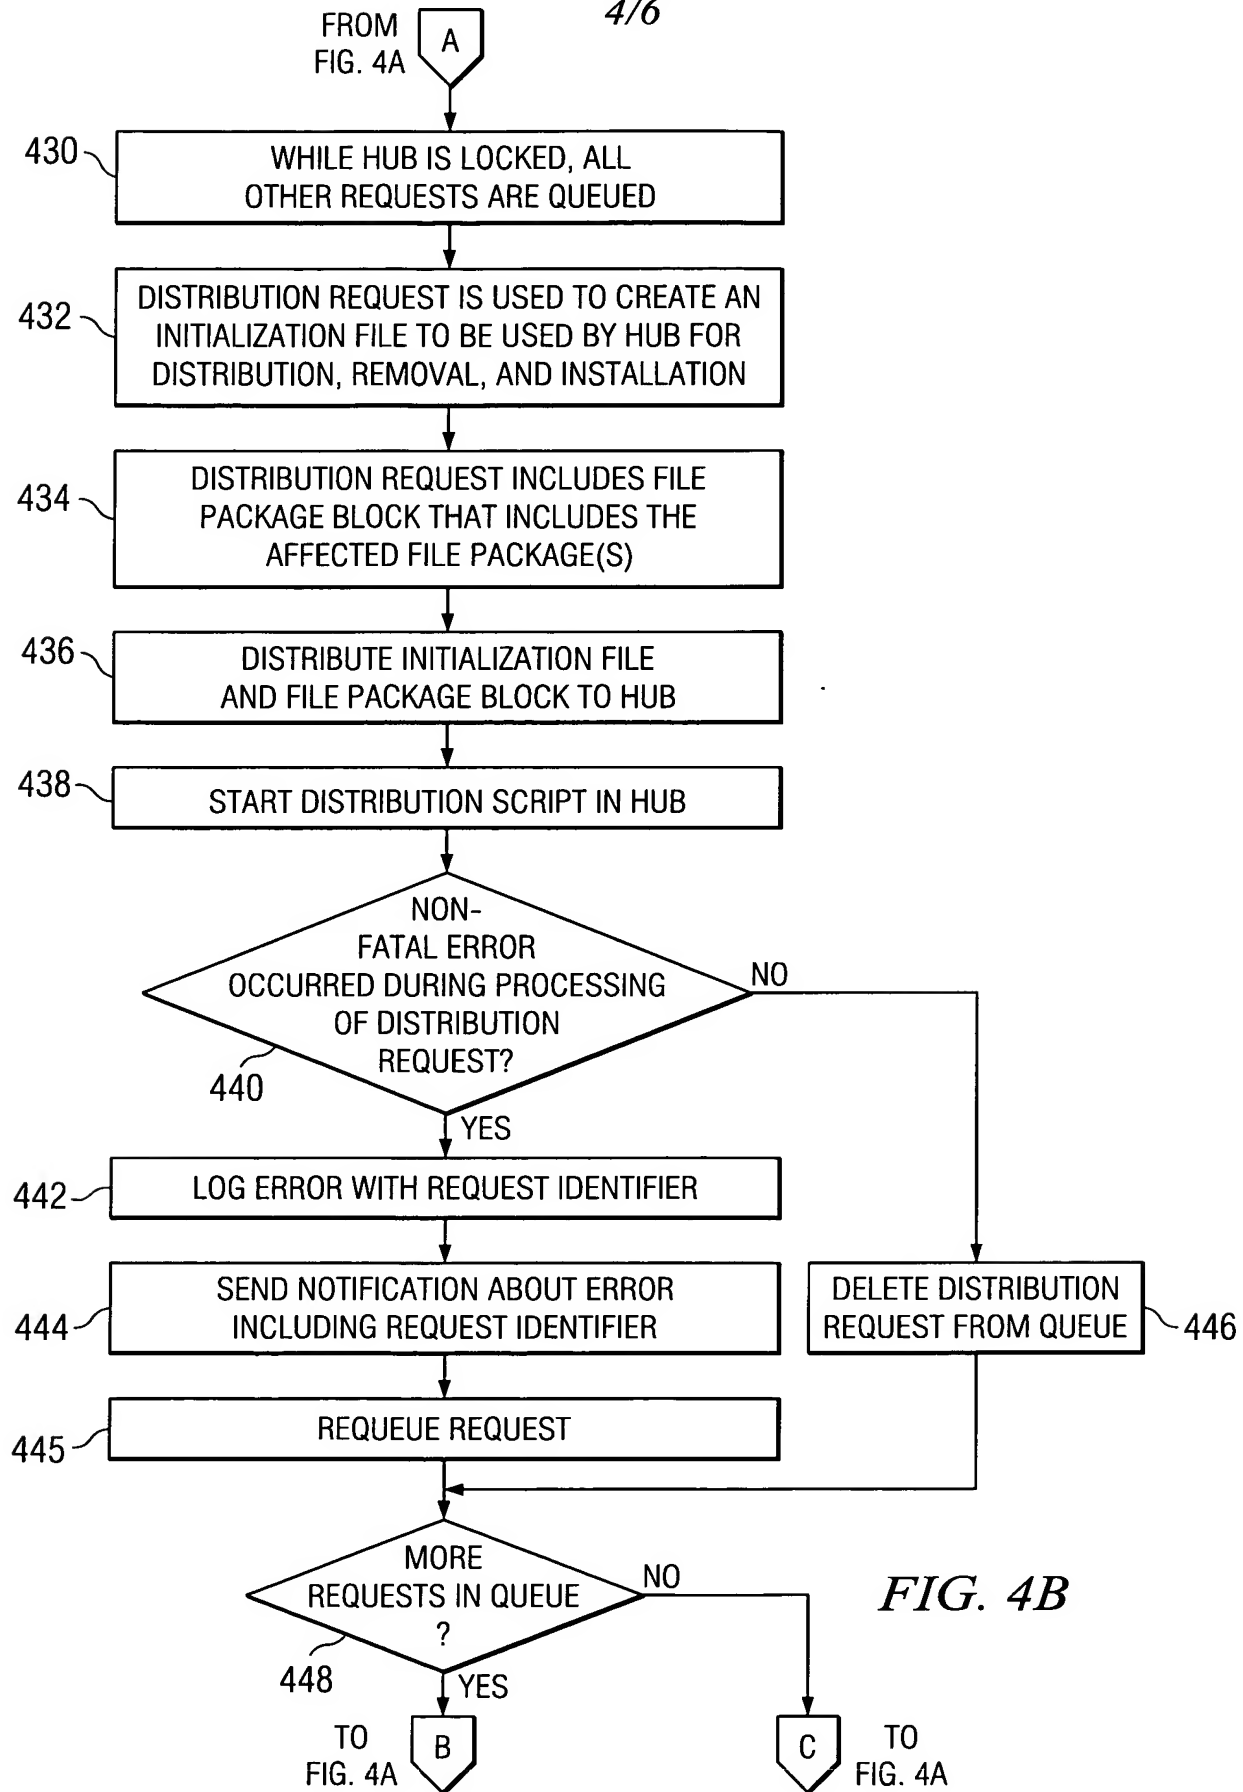 4/6
FROM
FIG. 4A
A
430
WHILE HUB IS LOCKED, ALL
OTHER REQUESTS ARE QUEUED
432
DISTRIBUTION REQUEST IS USED TO CREATE AN
INITIALIZATION FILE TO BE USED BY HUB FOR
DISTRIBUTION, REMOVAL, AND INSTALLATION
434
DISTRIBUTION REQUEST INCLUDES FILE
PACKAGE BLOCK THAT INCLUDES THE
AFFECTED FILE PACKAGE(S)
436
DISTRIBUTE INITIALIZATION FILE
AND FILE PACKAGE BLOCK TO HUB
438
START DISTRIBUTION SCRIPT IN HUB
NON-
FATAL ERROR
OCCURRED DURING PROCESSING
OF DISTRIBUTION
REQUEST?
440
NO
YES
442
LOG ERROR WITH REQUEST IDENTIFIER
444
SEND NOTIFICATION ABOUT ERROR
INCLUDING REQUEST IDENTIFIER
DELETE DISTRIBUTION
REQUEST FROM QUEUE
446
445
REQUEUE REQUEST
MORE
REQUESTS IN QUEUE
?
448
NO
YES
FIG. 4B
TO
FIG. 4A
B
C
TO
FIG. 4A